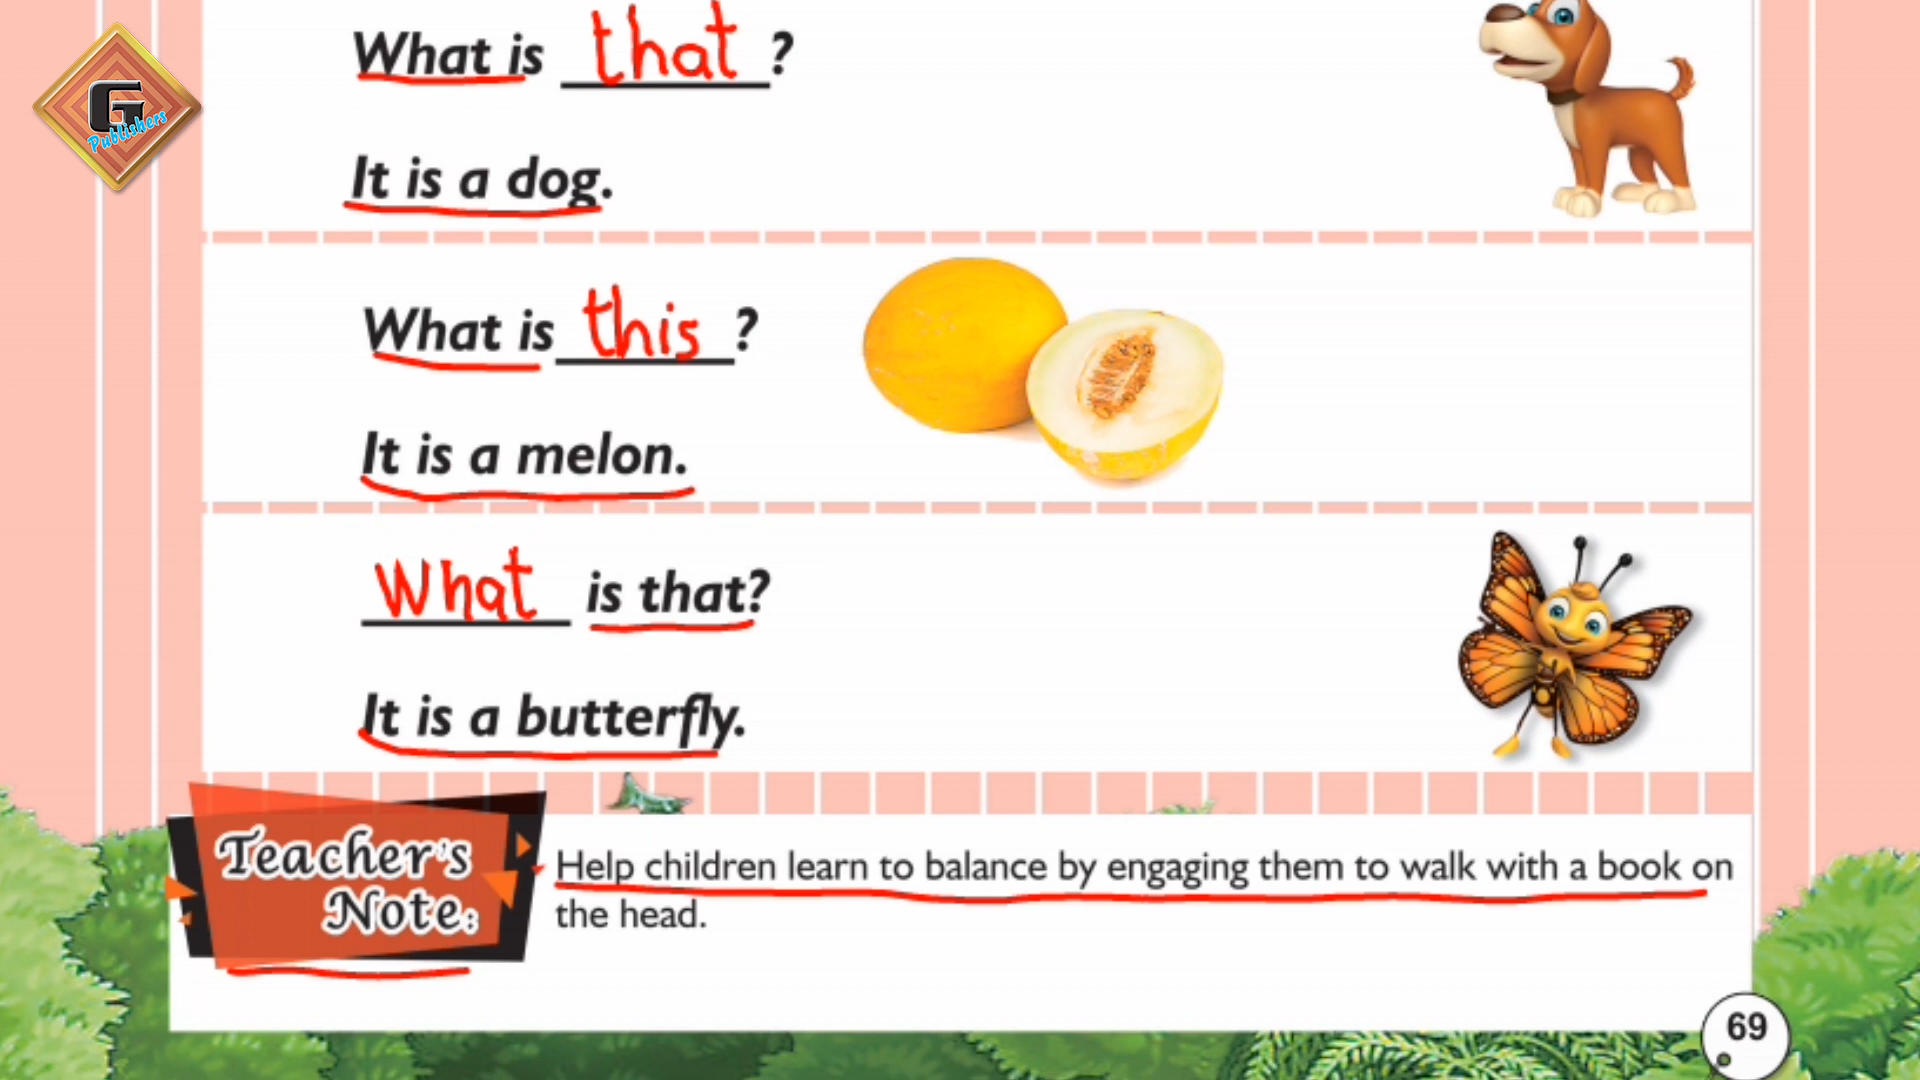 G
Publishers
What is that ?
It is a dog.
What is this ?
It is a melon.
What is that?
It is a butterfly.
Teacher's
Note:
Help children learn to balance by engaging them to walk with a book on
the head.
69